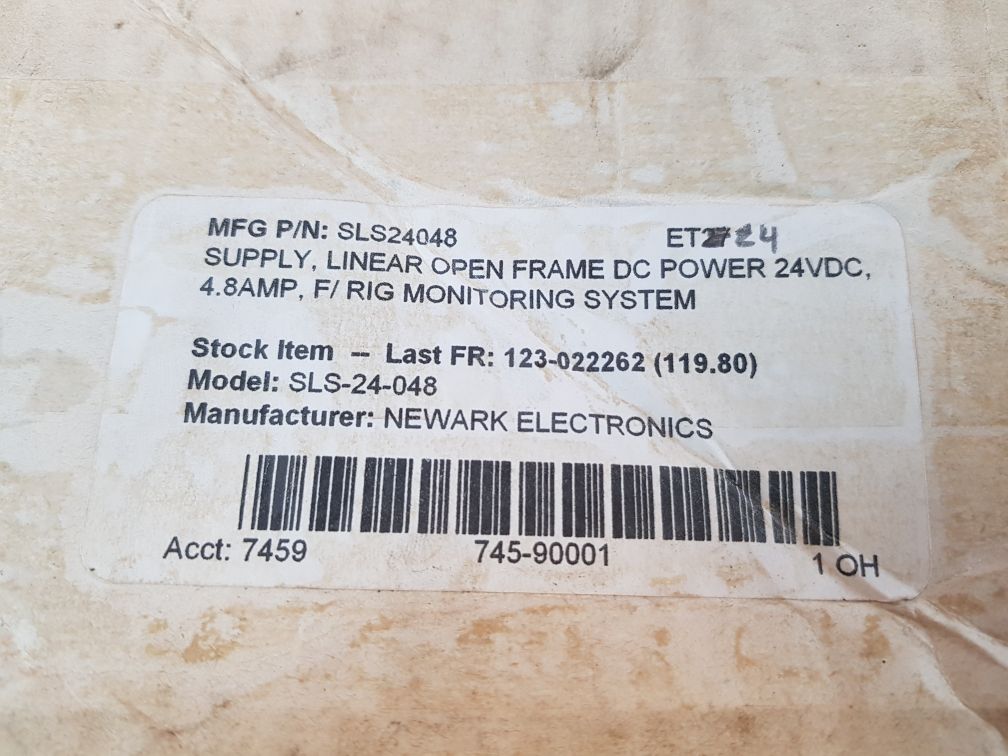 MFG P/N: SLS24048 ET24
SUPPLY, LINEAR OPEN FRAME DC POWER 24VDC,
4.8AMP, F/ RIG MONITORING SYSTEM
Stock Item -- Last FR: 123-022262 (119.80)
Model: SLS-24-048
Manufacturer: NEWARK ELECTRONICS
Acct: 7459 745-90001 1 OH